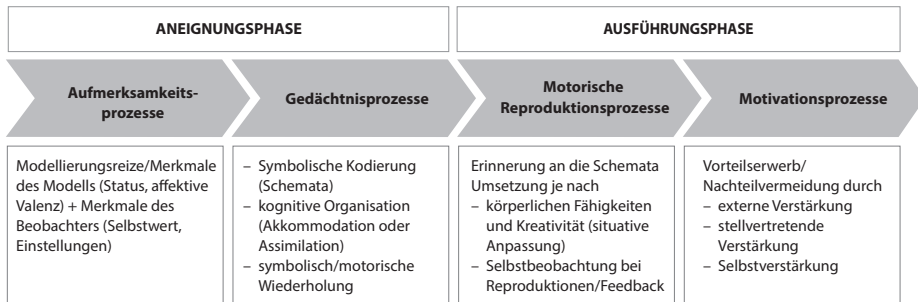 ANEIGNUNGSPHASE
AUSFÜHRUNGSPHASE
Aufmerksamkeits-
prozesse
Gedächtnisprozesse
Motorische
Reproduktionsprozesse
Motivationsprozesse
Modellierungsreize/Merkmale
des Modells (Status, affektive
Valenz) + Merkmale des
Beobachters (Selbstwert,
Einstellungen)
– Symbolische Kodierung
(Schemata)
– kognitive Organisation
(Akkommodation oder
Assimilation)
– symbolisch/motorische
Wiederholung
Erinnerung an die Schemata
Umsetzung je nach
– körperlichen Fähigkeiten
und Kreativität (situative
Anpassung)
– Selbstbeobachtung bei
Reproduktionen/Feedback
Vorteilserwerb/
Nachteilvermeidung durch
– externe Verstärkung
– stellvertretende
Verstärkung
– Selbstverstärkung